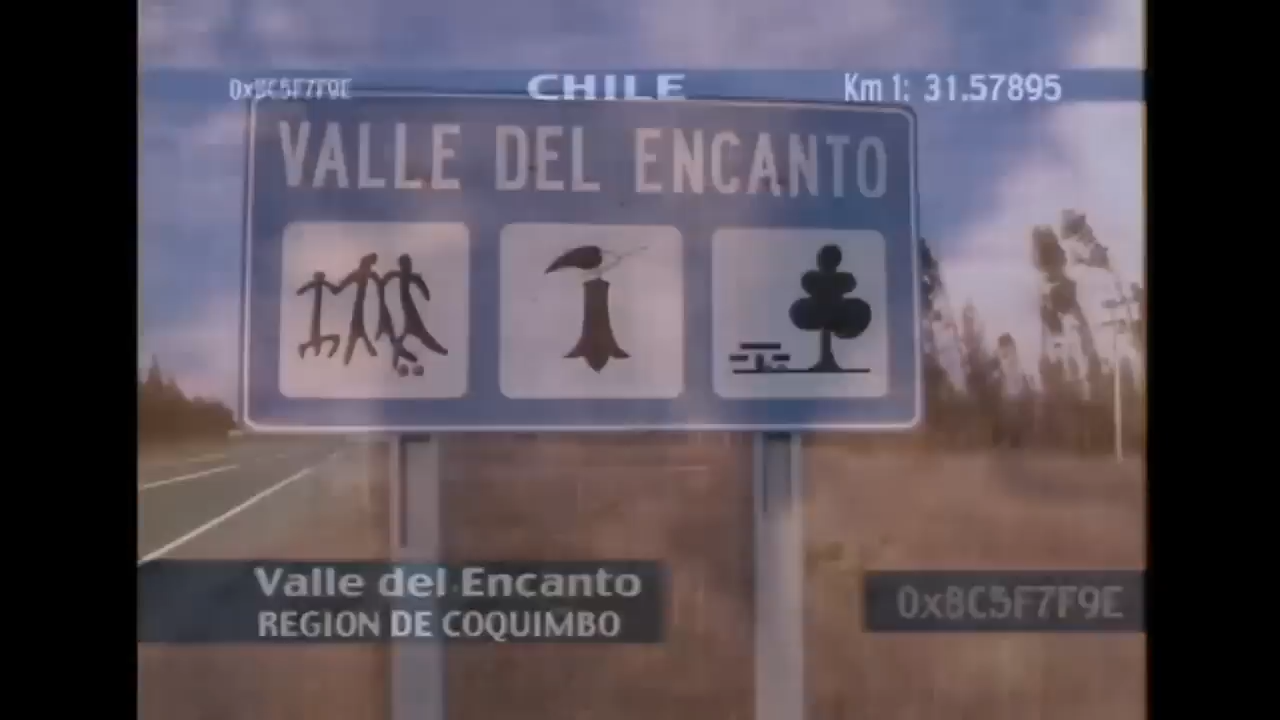 0x8C5F7F9E CHILE Km 1: 31.57895
VALLE DEL ENCANTO
Valle del Encanto
REGION DE COQUIMBO
0x8C5F7F9E